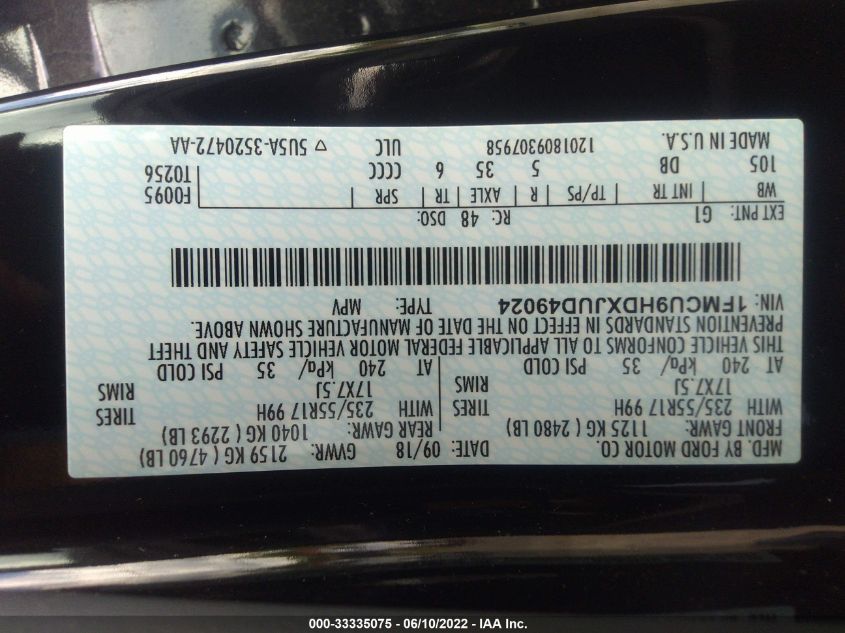 MFD. BY FORD MOTOR CO.
DATE: 09/18 GVWR: 2159 KG ( 4760 LB)
FRONT GAWR: 1125 KG ( 2480 LB) REAR GAWR: 1040 KG ( 2293 LB)
WITH 235/55R17 99H TIRES WITH 235/55R17 99H TIRES
17X7.5J RIMS 17X7.5J RIMS
AT 240 kPa/ 35 PSI COLD AT 240 kPa/ 35 PSI COLD
THIS VEHICLE CONFORMS TO ALL APPLICABLE FEDERAL MOTOR VEHICLE SAFETY AND THEFT
PREVENTION STANDARDS IN EFFECT ON THE DATE OF MANUFACTURE SHOWN ABOVE.
VIN: 1FMCU9HDXJUD49024 TYPE: MPV
EXT PNT: G1 RC: 48 DSO:
WB INT TR TP/PS R AXLE TR SPR F0095
105 DB 5 35 6 CCCC T0256
MADE IN U.S.A. 1201809307958 ULC ▽ 5U5A-3520472-AA
000-33335075 - 06/10/2022 - IAA Inc.